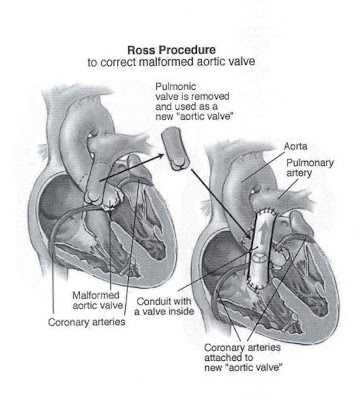 Ross Procedure
to correct malformed aortic valve
Pulmonic
valve is removed
and used as a
new "aortic valve"
Aorta
Pulmonary
artery
Malformed
aortic valve
Coronary arteries
Conduit with
a valve inside
Coronary arteries
attached to
new "aortic valve"